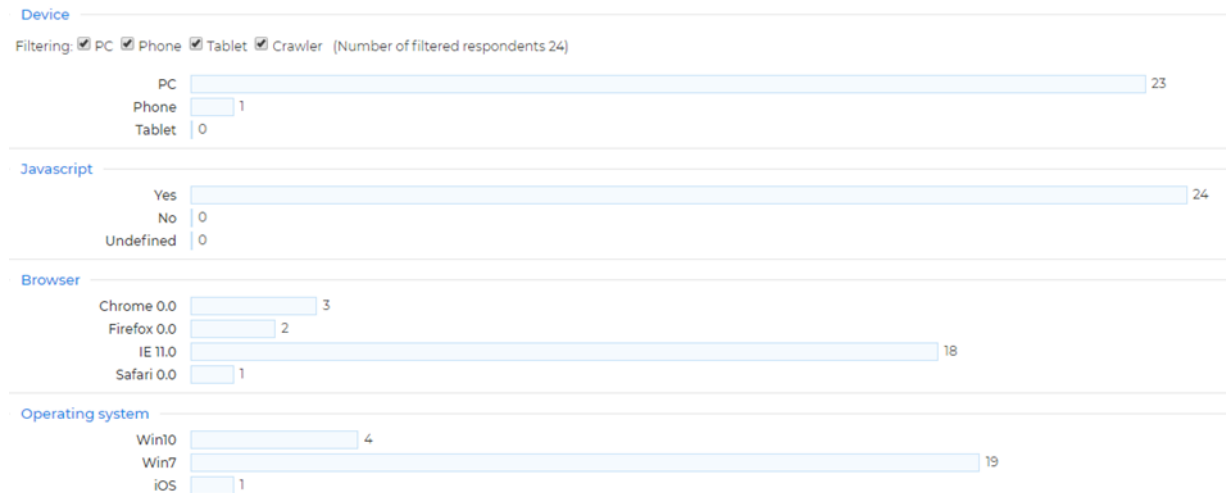 Device
Filtering: PC Phone Tablet Crawler (Number of filtered respondents 24)
PC 23
Phone 1
Tablet 0
Javascript
Yes 24
No 0
Undefined 0
Browser
Chrome 0.0 3
Firefox 0.0 2
IE 11.0 18
Safari 0.0 1
Operating system
Win10 4
Win7 19
iOS 1